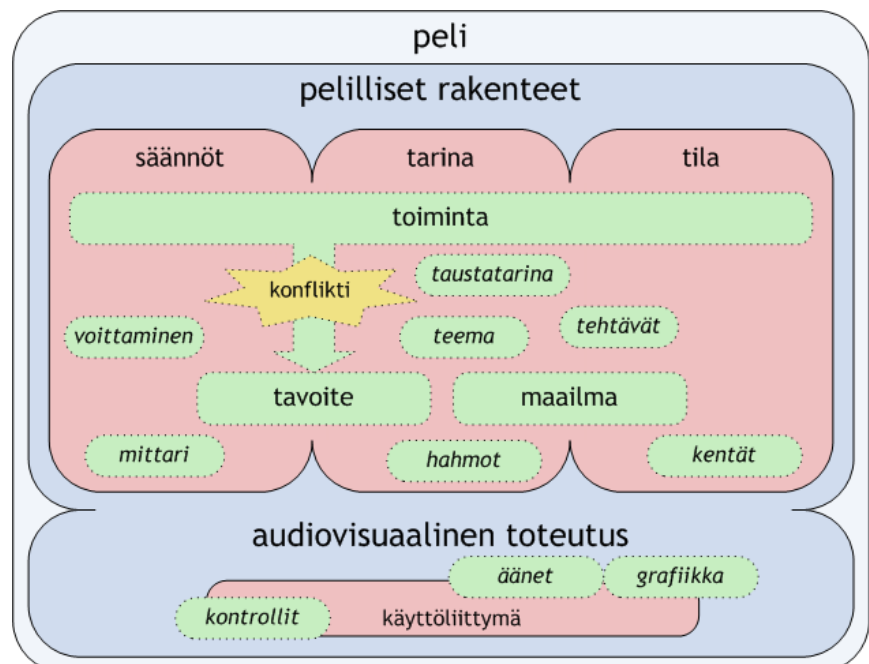 peli
pelilliset rakenteet
säännöt
tarina
tila
toiminta
konflikti
taustatarina
voittaminen
teema
tehtävät
tavoite
maailma
mittari
hahmot
kentät
audiovisuaalinen toteutus
äänet
grafiikka
kontrollit
käyttöliittymä